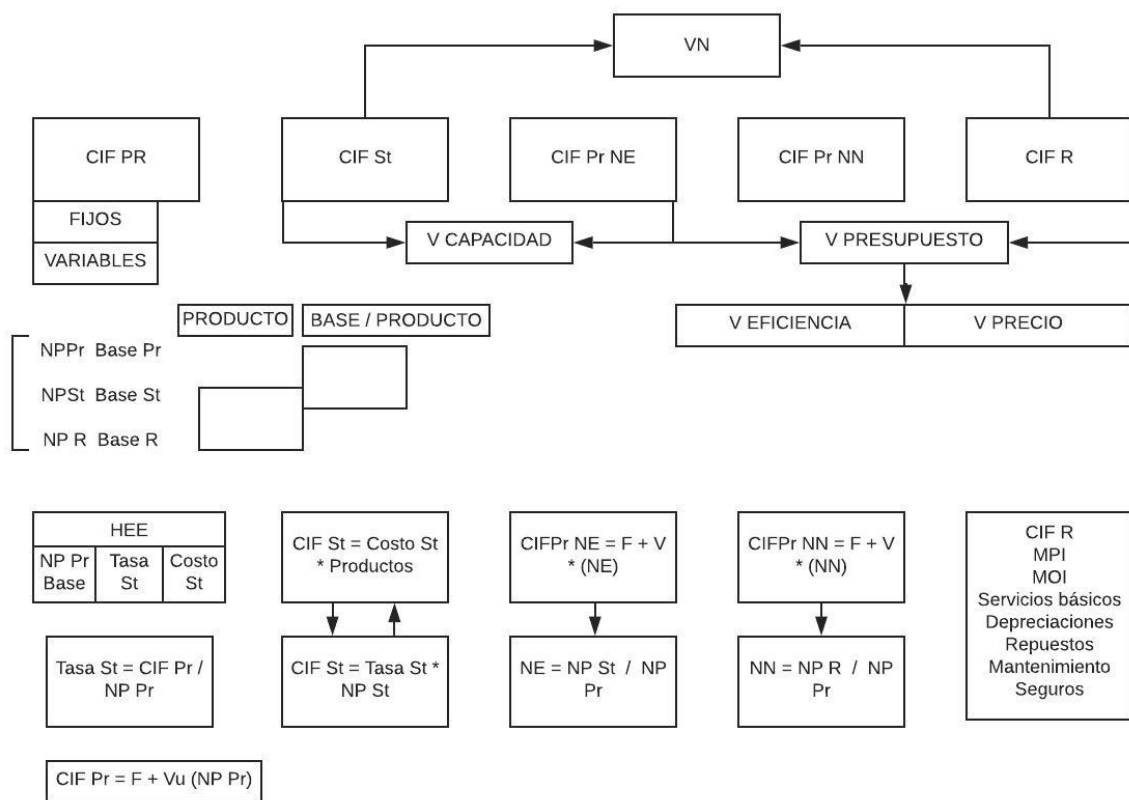 VN
CIF PR
CIF St
CIF Pr NE
CIF Pr NN
CIF R
FIJOS
VARIABLES
V CAPACIDAD
V PRESUPUESTO
V EFICIENCIA
V PRECIO
PRODUCTO
BASE / PRODUCTO
NPPr Base Pr
NPSt Base St
NP R Base R
HEE
NP Pr
Base
Tasa
St
Costo
St
CIF St = Costo St
* Productos
CIFPr NE = F + V
* (NE)
CIFPr NN = F + V
* (NN)
CIF R
MPI
MOI
Servicios básicos
Depreciaciones
Repuestos
Mantenimiento
Seguros
Tasa St = CIF Pr /
NP Pr
CIF St = Tasa St *
NP St
NE = NP St / NP
Pr
NN = NP R / NP
Pr
CIF Pr = F + Vu (NP Pr)